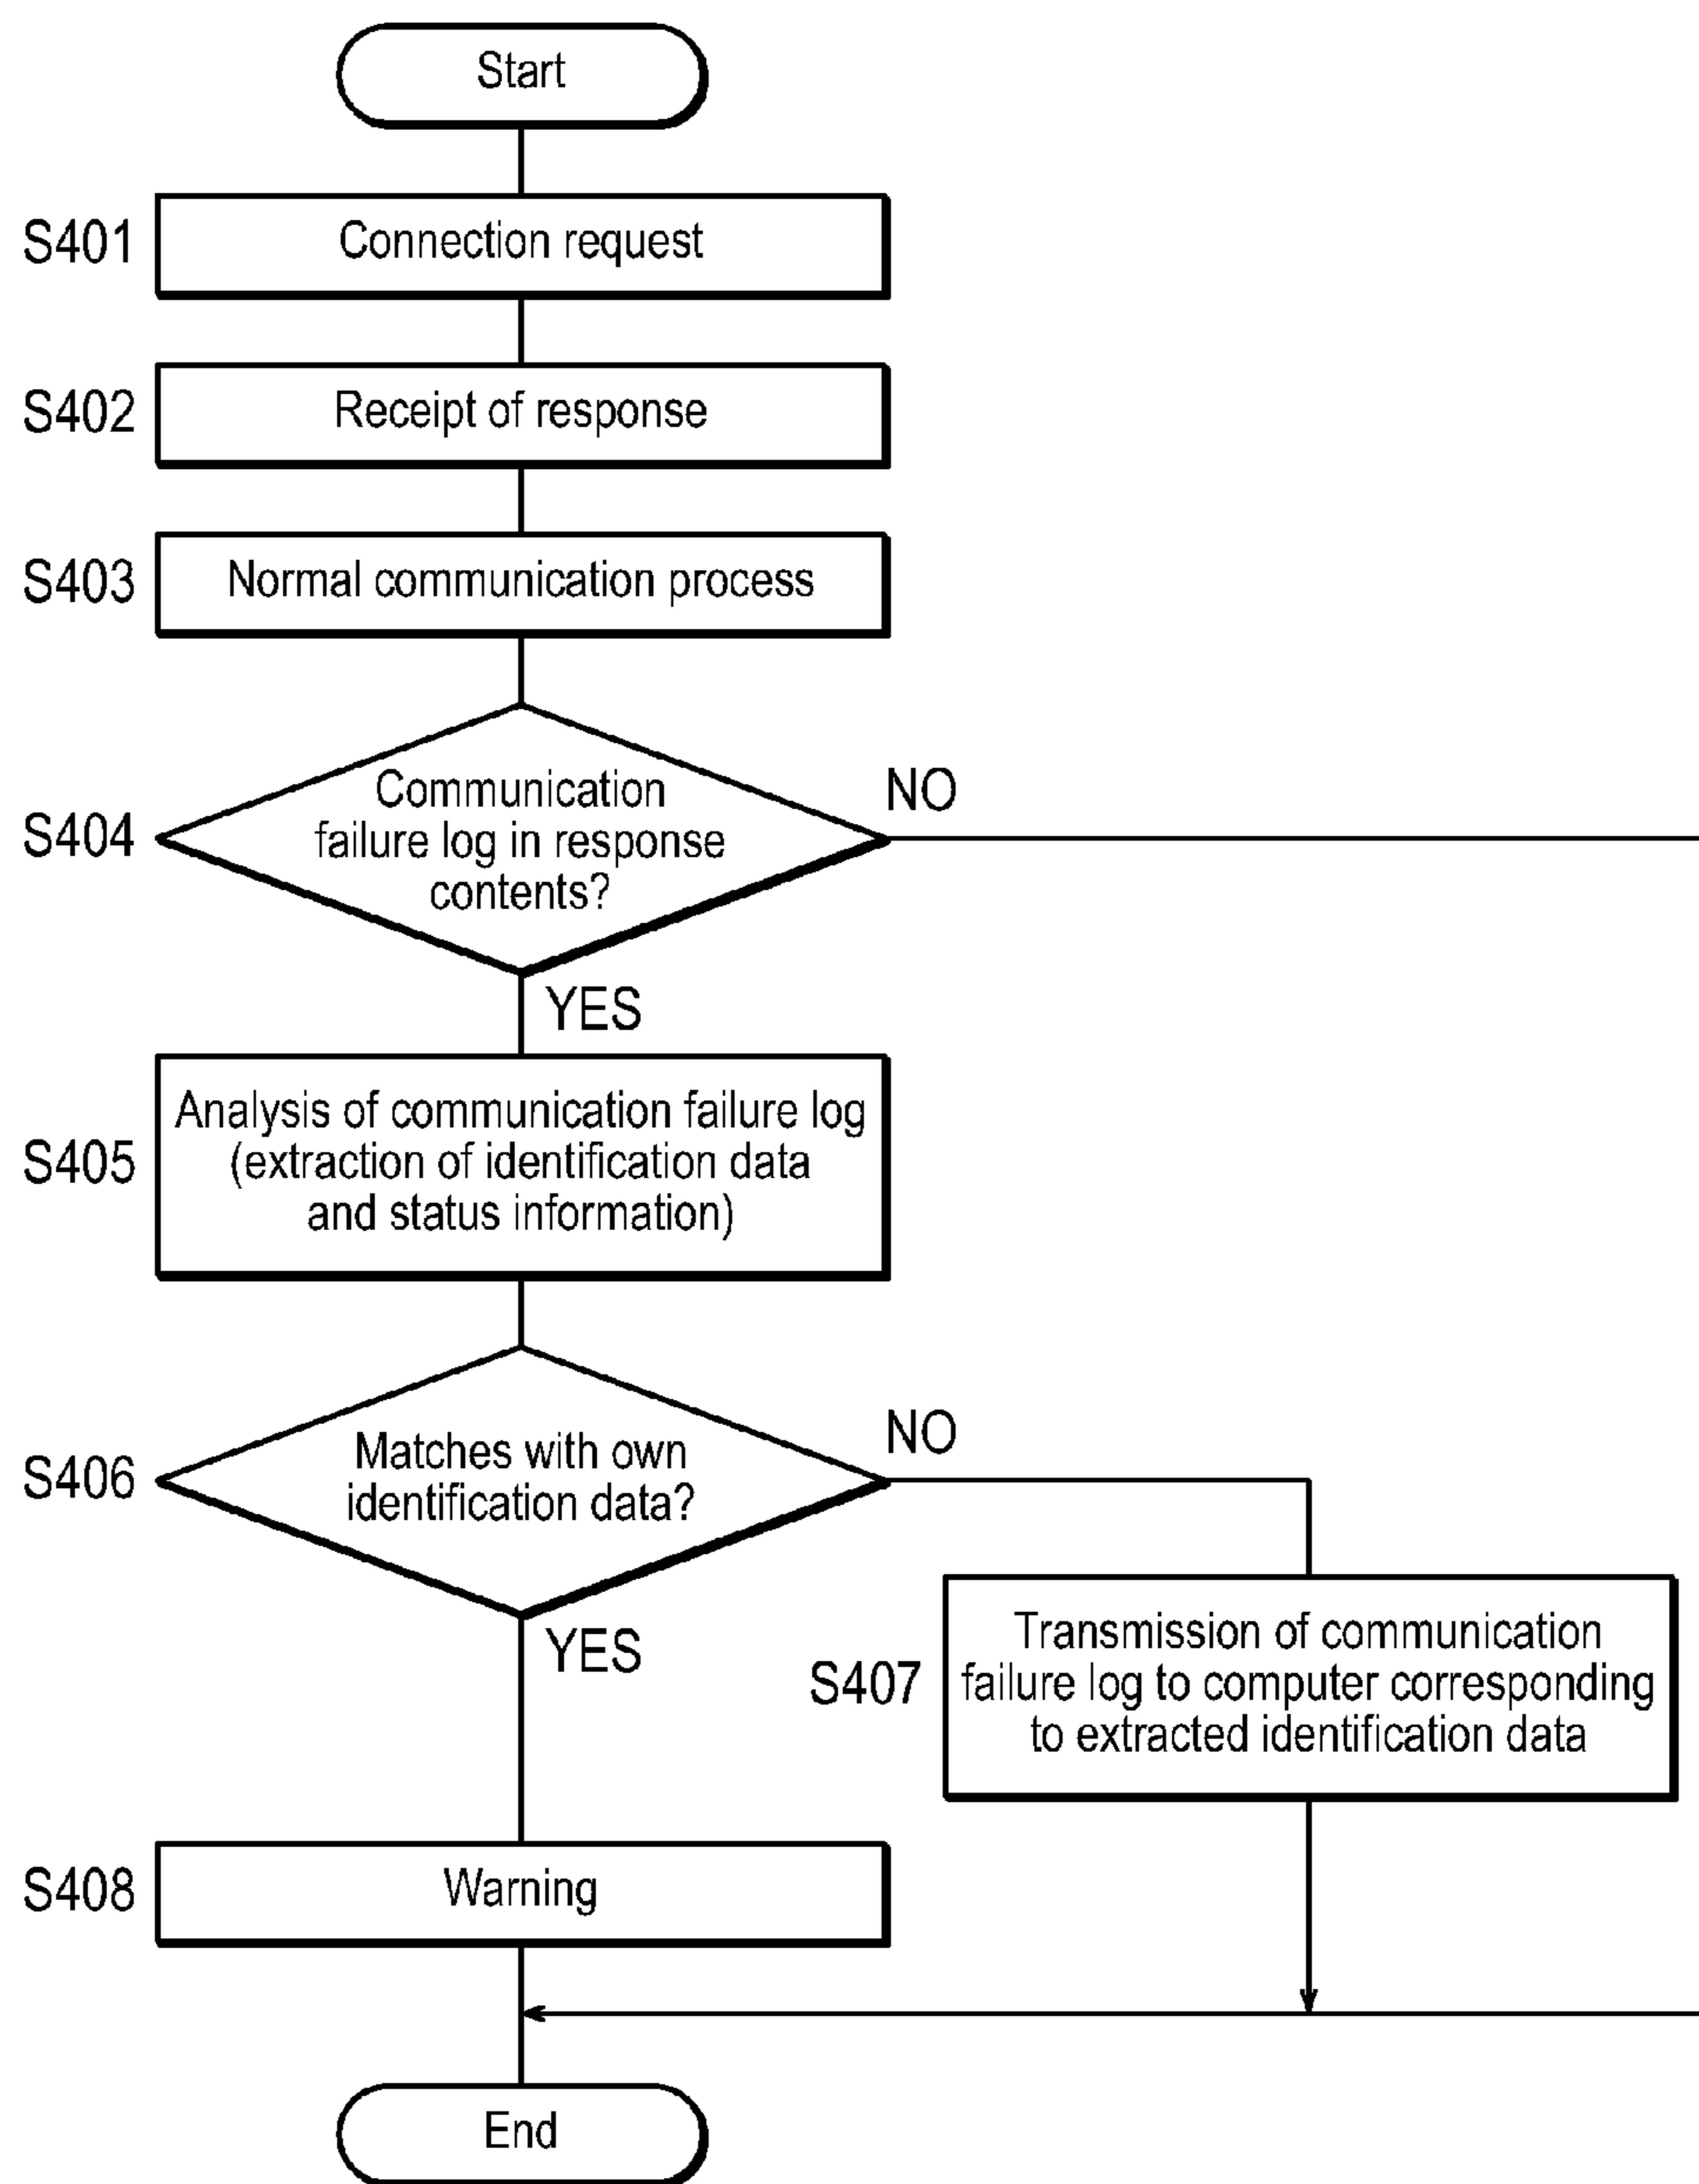 Start
S401
Connection request
S402
Receipt of response
S403
Normal communication process
S404
Communication
failure log in response
contents?
NO
YES
S405
Analysis of communication failure log
(extraction of identification data
and status information)
S406
Matches with own
identification data?
NO
YES
S407
Transmission of communication
failure log to computer corresponding
to extracted identification data
S408
Warning
End